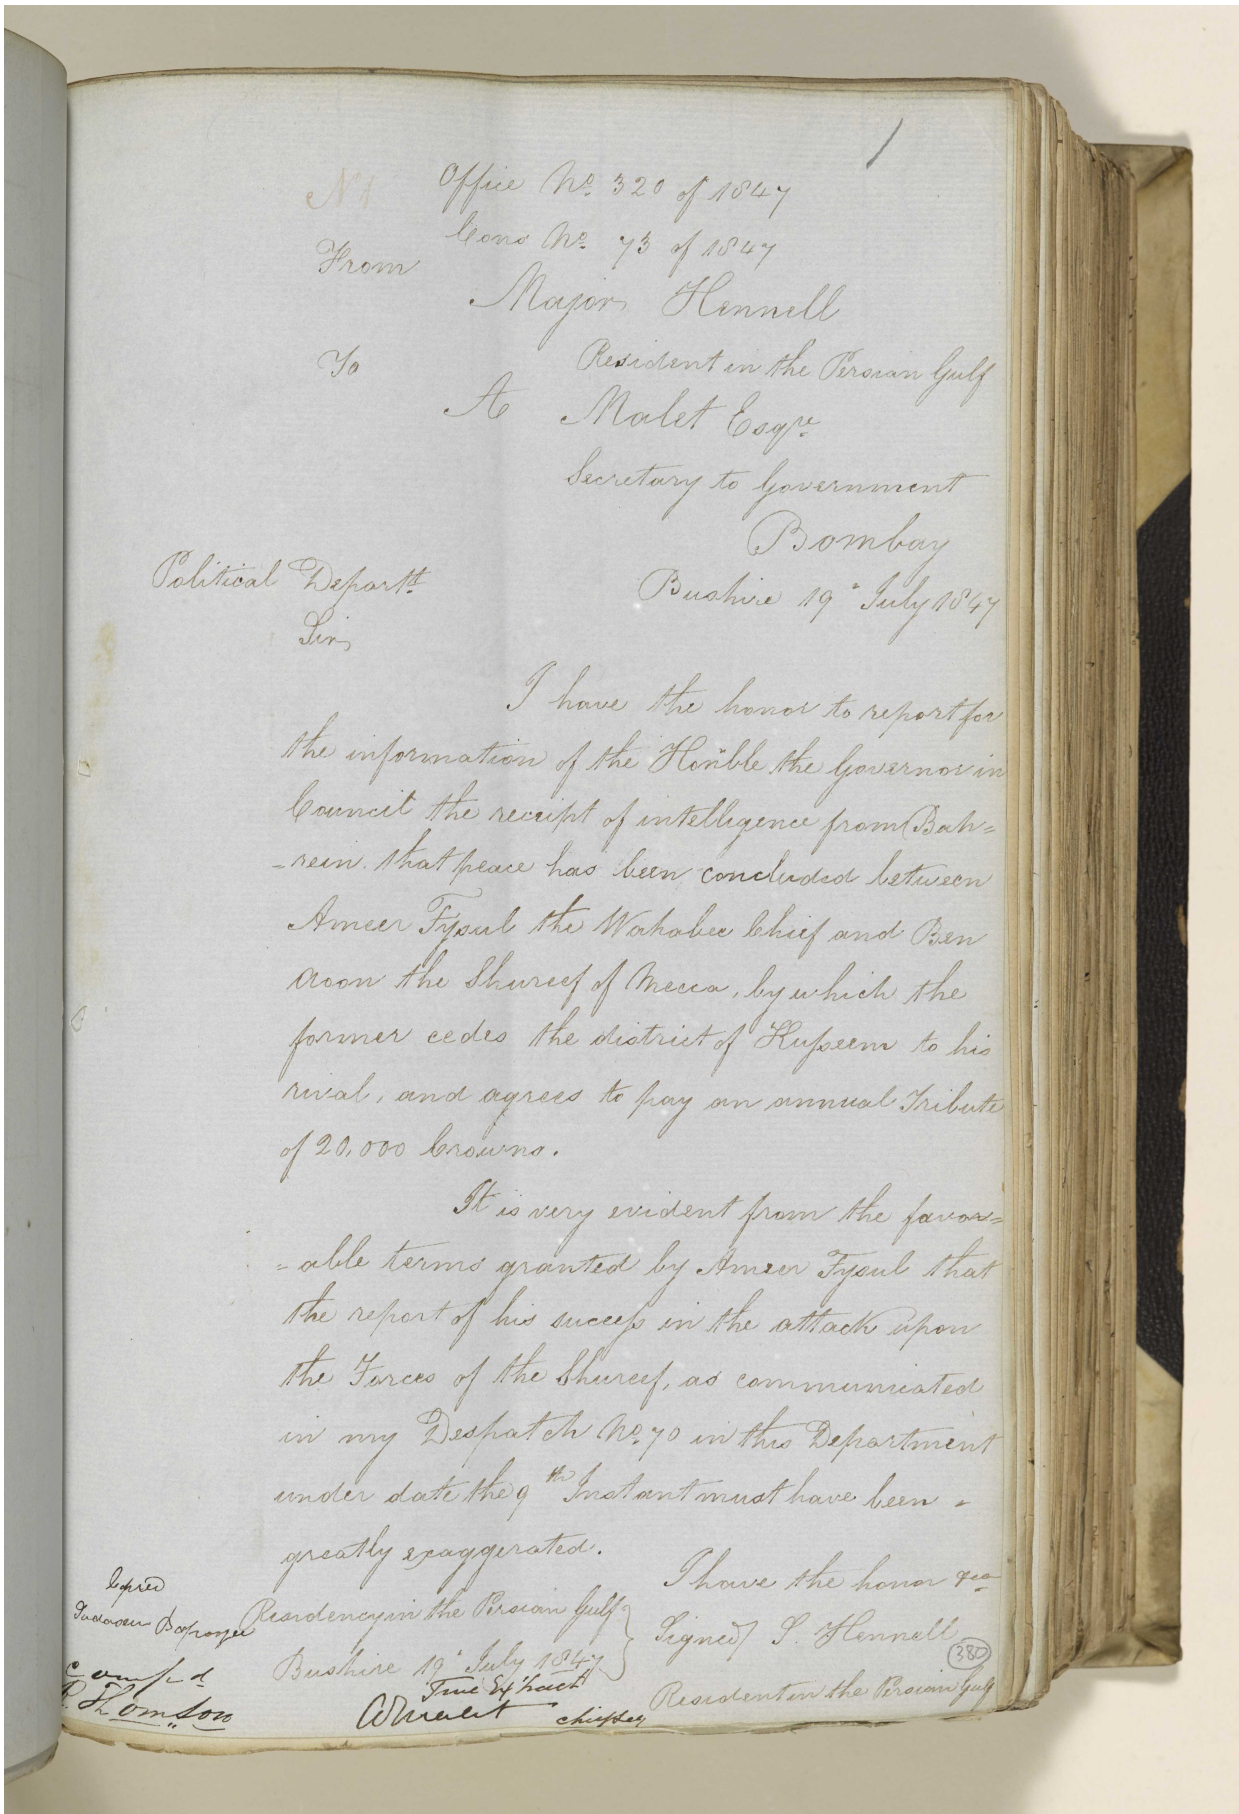 1
No 1
Office No. 320 of 1847
Cons No. 73 of 1847
From
Major Hennell
Resident in the Persian Gulf
To
A Malet Esqre.
Secretary to Government
Bombay
Political Departt.
Bushire 19" July 1847
Sir,
I have the honor to report for
the information of the Honble the Governor in
Council the receipt of intelligence from Bah=
=rein that peace has been concluded between
Ameer Fysul the Wahabee Chief and Ben
Aoon the Shureef of Mecca, by which the
former cedes the district of Kusseem to his
rival, and agrees to pay an annual Tribute
of 20,000 Crowns.
It is very evident from the favor=
=able terms granted by Ameer Fysul that
the report of his success in the attack upon
the Forces of the Shureef, as communicated
in my Despatch No. 70 in this Department
under date the 9th Instant must have been
greatly exaggerated.
I have the honor &ca
Signed/ S. Hennell
Resident in the Persian Gulf
Residency in the Persian Gulf
Bushire 19" July 1847
True Extract
A Malet
Chief Secy
Copied
Compd
R. Thomson
380